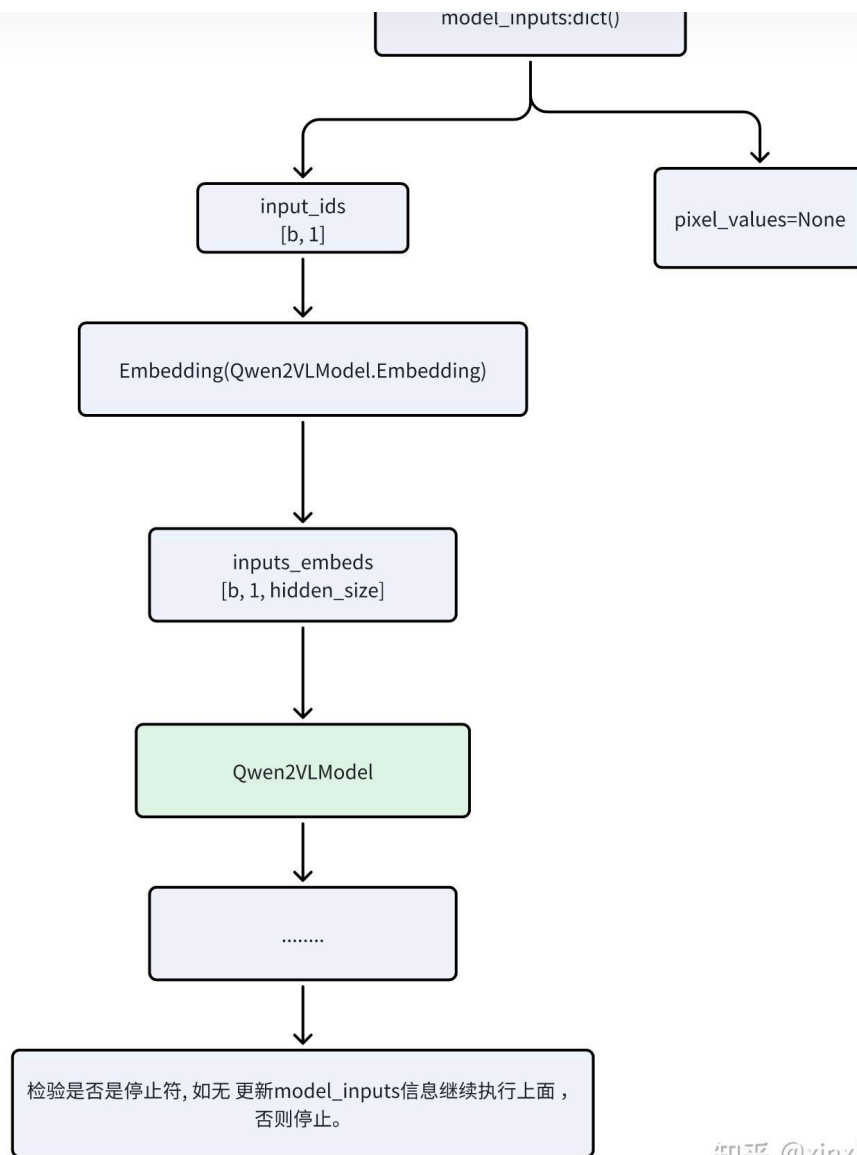 model_inputs:dict()
input_ids
[b, 1]
pixel_values=None
Embedding(Qwen2VLModel.Embedding)
inputs_embeds
[b, 1, hidden_size]
Qwen2VLModel
........
检验是否是停止符, 如无 更新model_inputs信息继续执行上面，
否则停止。